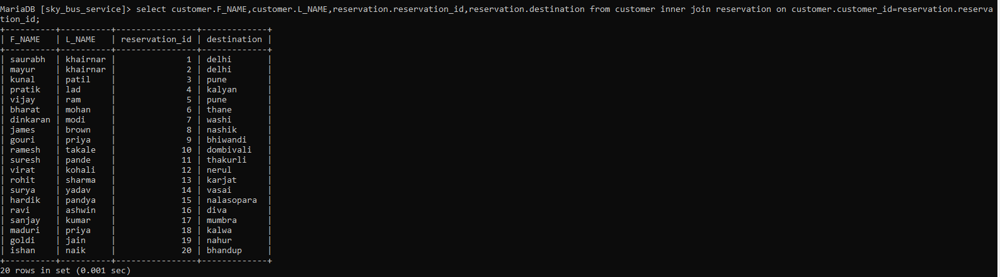 MariaDB [sky_bus_service]> select customer.F_NAME,customer.L_NAME,reservation.reservation_id,reservation.destination from customer inner join reservation on customer.customer_id=reservation.reserva
tion_id;
+----------+----------+----------------+-------------+
| F_NAME   | L_NAME   | reservation_id | destination |
+----------+----------+----------------+-------------+
| saurabh  | khairnar |              1 | delhi       |
| mayur    | khairnar |              2 | delhi       |
| kunal    | patil    |              3 | pune        |
| pratik   | lad      |              4 | kalyan      |
| vijay    | ram      |              5 | pune        |
| bharat   | mohan    |              6 | thane       |
| dinkaran | modi     |              7 | washi       |
| james    | brown    |              8 | nashik      |
| gouri    | priya    |              9 | bhiwandi    |
| ramesh   | takale   |             10 | dombivali   |
| suresh   | pande    |             11 | thakurli    |
| virat    | kohali   |             12 | nerul       |
| rohit    | sharma   |             13 | karjat      |
| surya    | yadav    |             14 | vasai       |
| hardik   | pandya   |             15 | nalasopara  |
| ravi     | ashwin   |             16 | diva        |
| sanjay   | kumar    |             17 | mumbra      |
| maduri   | priya    |             18 | kalwa       |
| goldi    | jain     |             19 | nahur       |
| ishan    | naik     |             20 | bhandup     |
+----------+----------+----------------+-------------+
20 rows in set (0.001 sec)